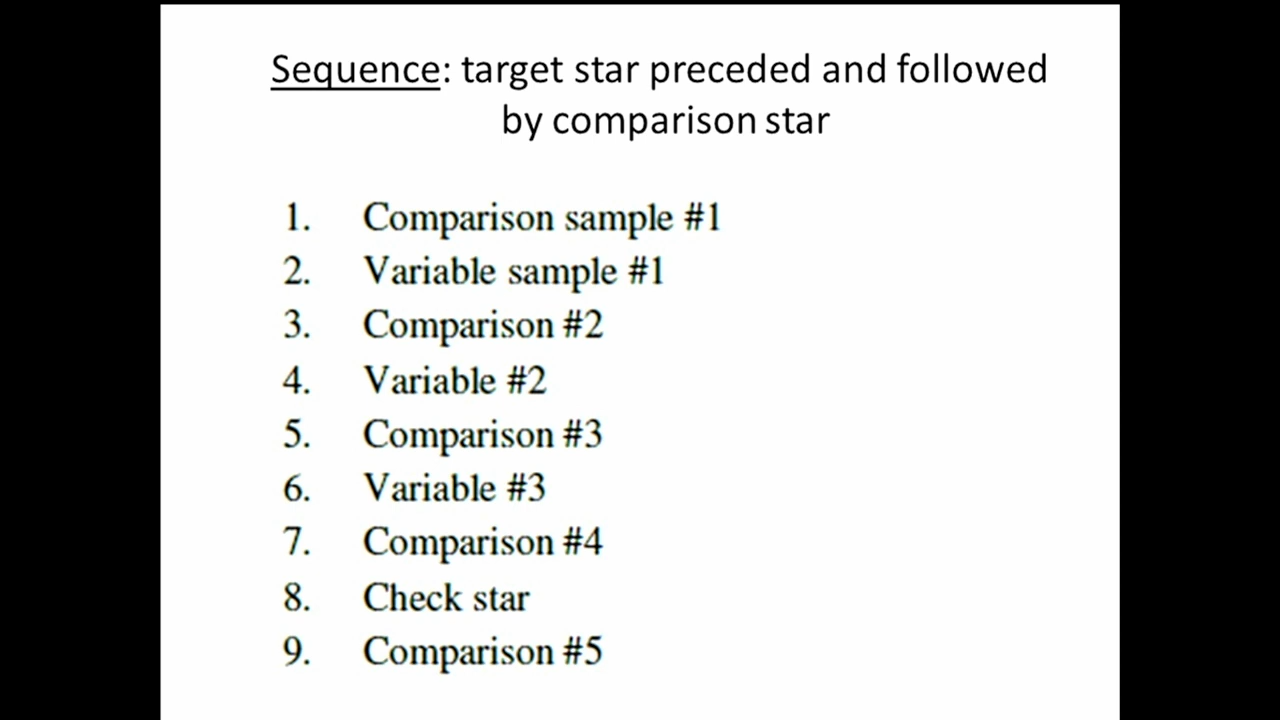 Sequence: target star preceded and followed
by comparison star
1. Comparison sample #1
2. Variable sample #1
3. Comparison #2
4. Variable #2
5. Comparison #3
6. Variable #3
7. Comparison #4
8. Check star
9. Comparison #5